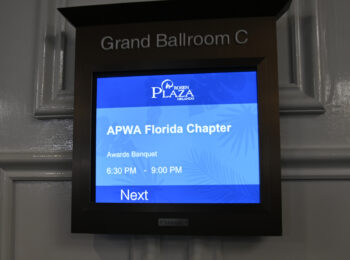 Grand Ballroom C
ROSEN
PLAZA
ORLANDO
APWA Florida Chapter
Awards Banquet
6:30 PM - 9:00 PM
Next